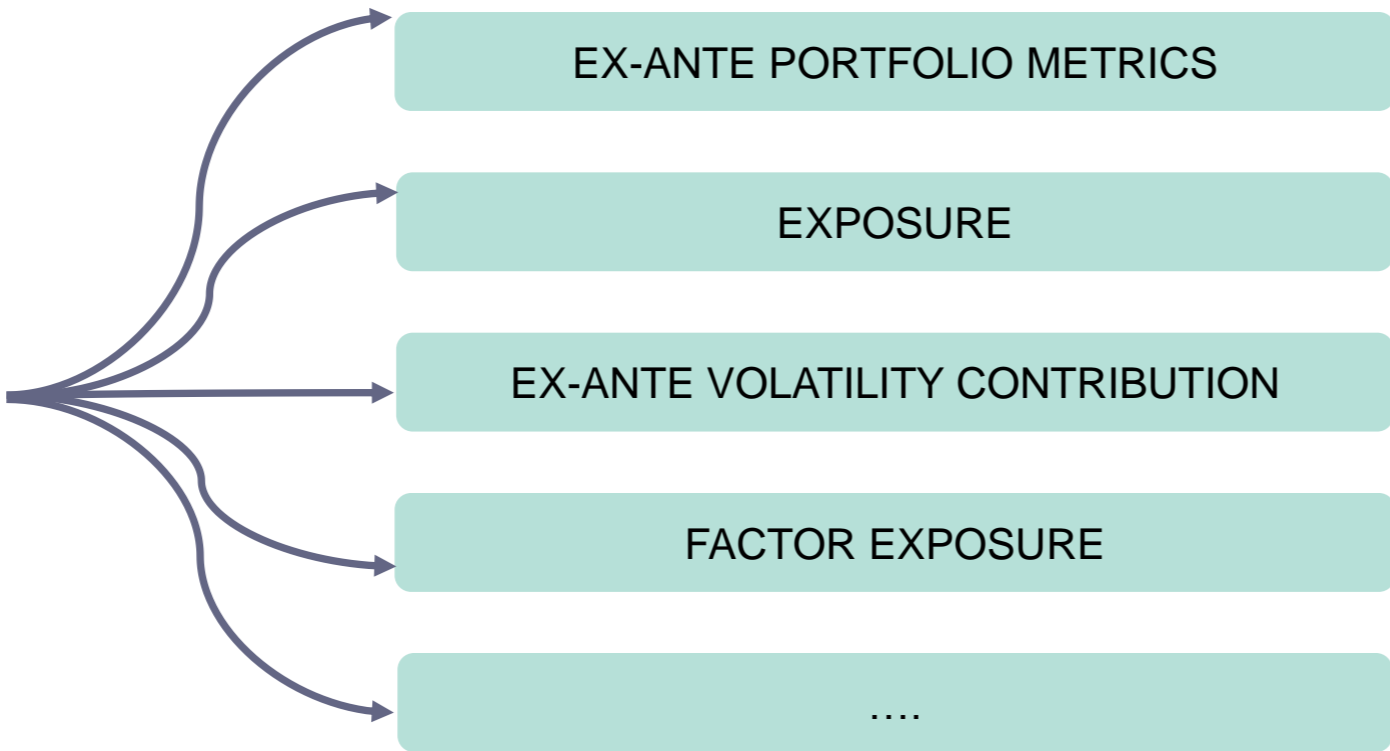 EX-ANTE PORTFOLIO METRICS
EXPOSURE
EX-ANTE VOLATILITY CONTRIBUTION
FACTOR EXPOSURE
....